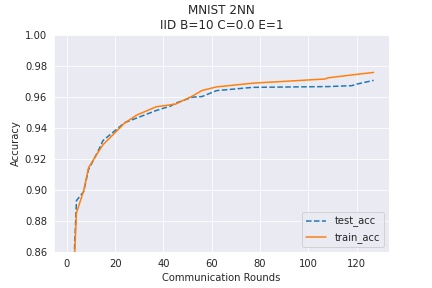 MNIST 2NN
IID B=10 C=0.0 E=1
1.00
0.98
0.96
0.94
0.92
0.90
0.88
0.86
Accuracy
test_acc
train_acc
0 20 40 60 80 100 120
Communication Rounds